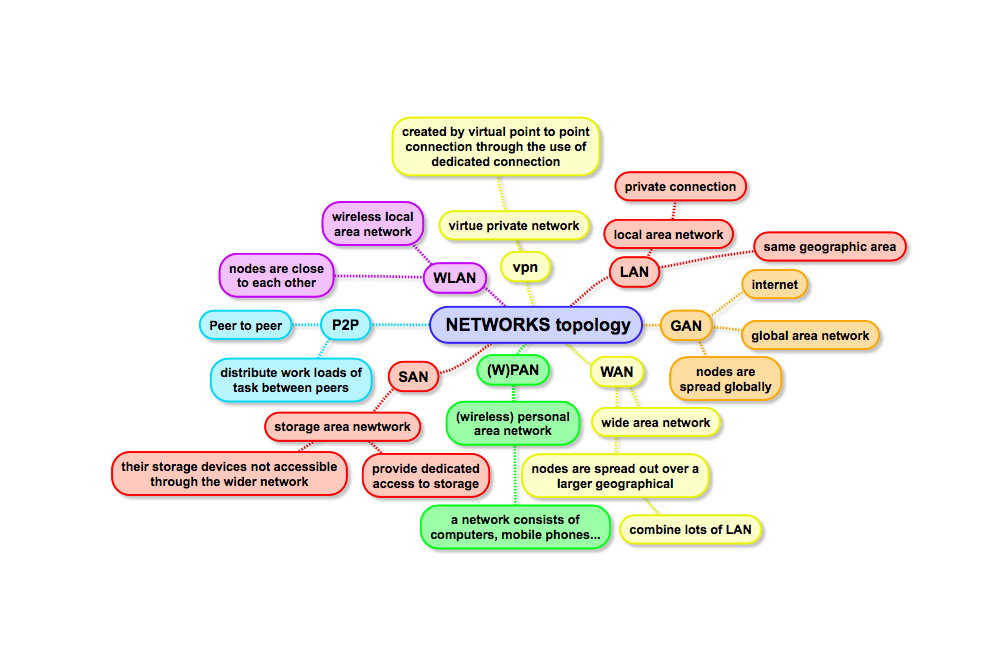 created by virtual point to point
connection through the use of
dedicated connection
private connection
wireless local
area network
virtue private network
local area network
same geographic area
nodes are close
to each other
WLAN
vpn
LAN
internet
Peer to peer
P2P
NETWORKS topology
GAN
global area network
distribute work loads of
task between peers
SAN
(W)PAN
WAN
nodes are
spread globally
storage area newtwork
(wireless) personal
area network
wide area network
their storage devices not accessible
through the wider network
provide dedicated
access to storage
nodes are spread out over a
larger geographical
a network consists of
computers, mobile phones...
combine lots of LAN